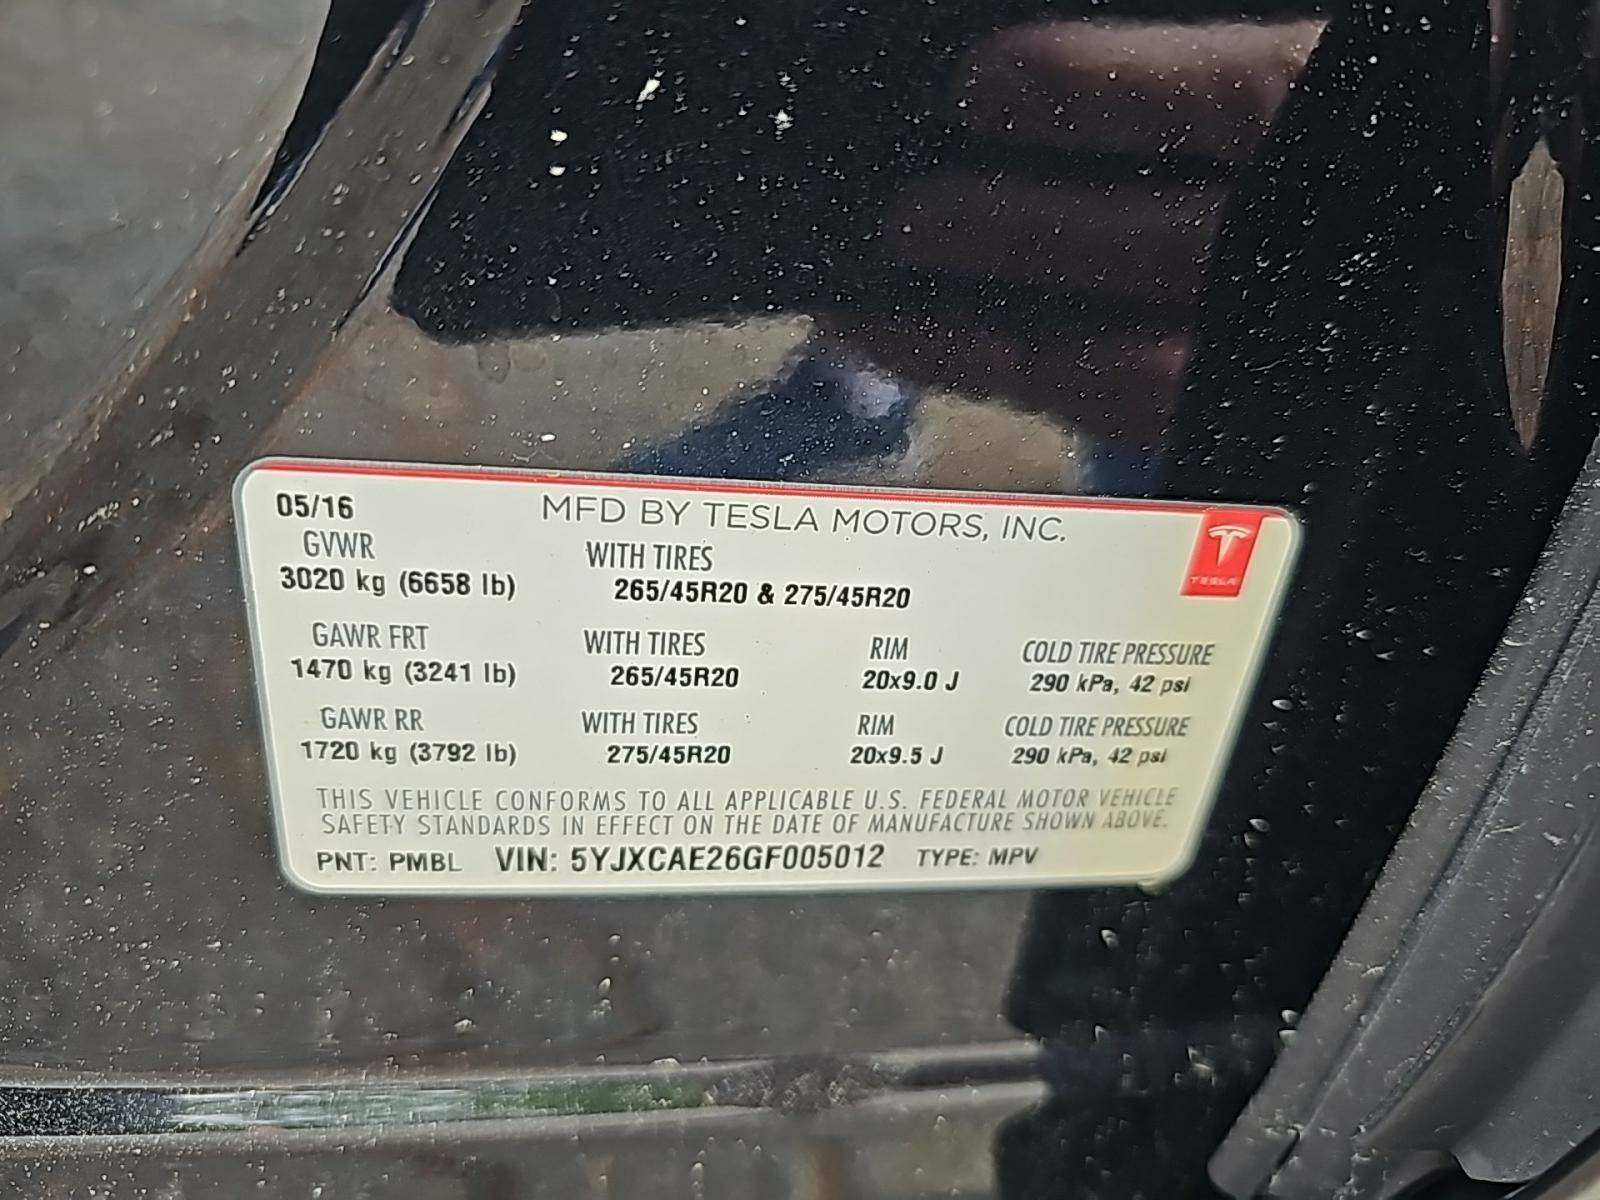 05/16 MFD BY TESLA MOTORS, INC.
TESLA
GVWR WITH TIRES
3020 kg (6658 lb) 265/45R20 & 275/45R20
GAWR FRT WITH TIRES RIM COLD TIRE PRESSURE
1470 kg (3241 lb) 265/45R20 20x9.0 J 290 kPa, 42 psi
GAWR RR WITH TIRES RIM COLD TIRE PRESSURE
1720 kg (3792 lb) 275/45R20 20x9.5 J 290 kPa, 42 psi
THIS VEHICLE CONFORMS TO ALL APPLICABLE U.S. FEDERAL MOTOR VEHICLE
SAFETY STANDARDS IN EFFECT ON THE DATE OF MANUFACTURE SHOWN ABOVE.
PNT: PMBL VIN: 5YJXCAE26GF005012 TYPE: MPV